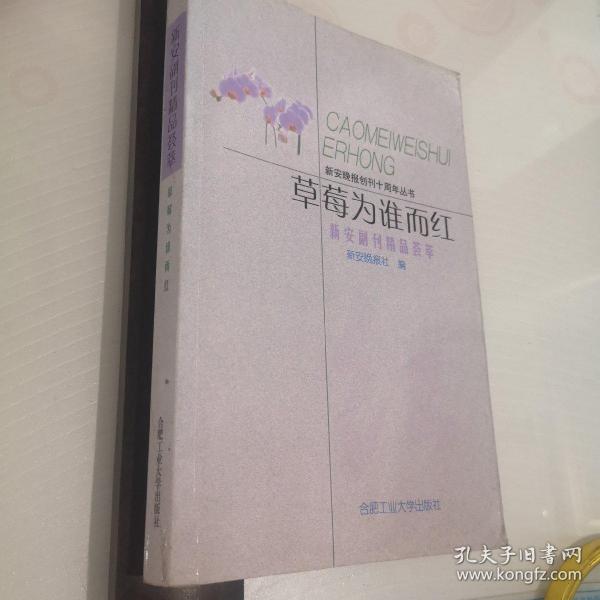 新安副刊精品荟萃
草莓为谁而红
合肥工业大学出版社
CAOMEIWEISHUI
ERHONG
新安晚报创刊十周年丛书
草莓为谁而红
新安副刊精品荟萃
新安晚报社 编
合肥工业大学出版社
孔夫子旧书网
www.kongfz.com